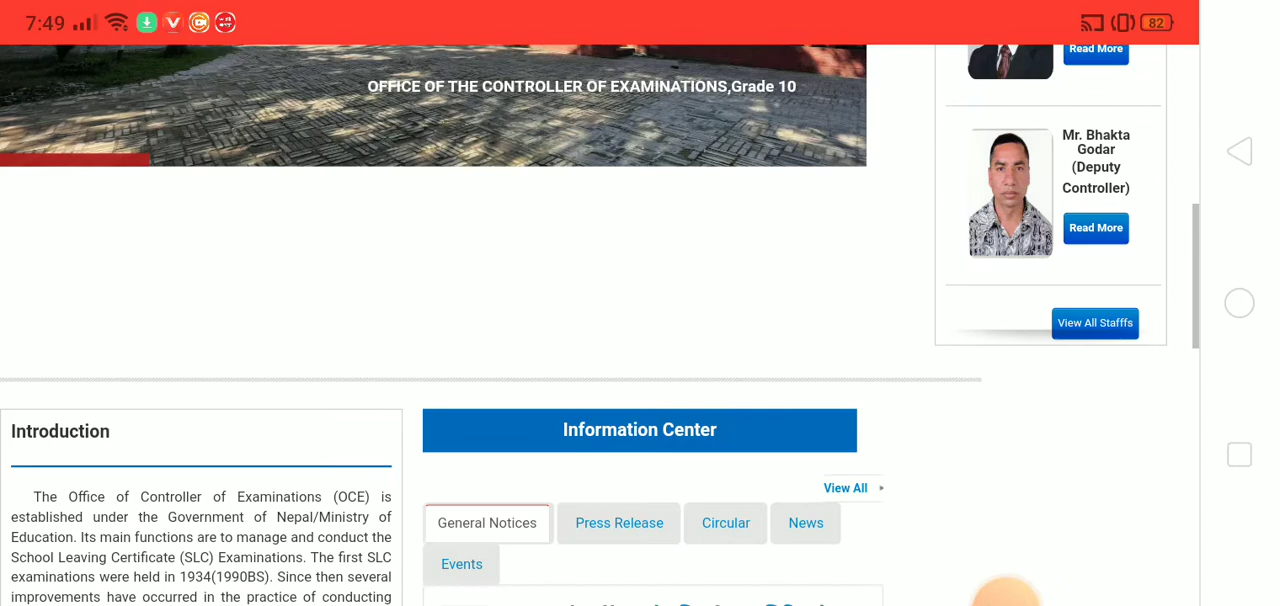 7:49
82
OFFICE OF THE CONTROLLER OF EXAMINATIONS,Grade 10
Read More
Mr. Bhakta
Godar
(Deputy
Controller)
Read More
View All Stafffs
Introduction
The Office of Controller of Examinations (OCE) is
established under the Government of Nepal/Ministry of
Education. Its main functions are to manage and conduct the
School Leaving Certificate (SLC) Examinations. The first SLC
examinations were held in 1934(1990BS). Since then several
improvements have occurred in the practice of conducting
Information Center
View All
General Notices
Press Release
Circular
News
Events